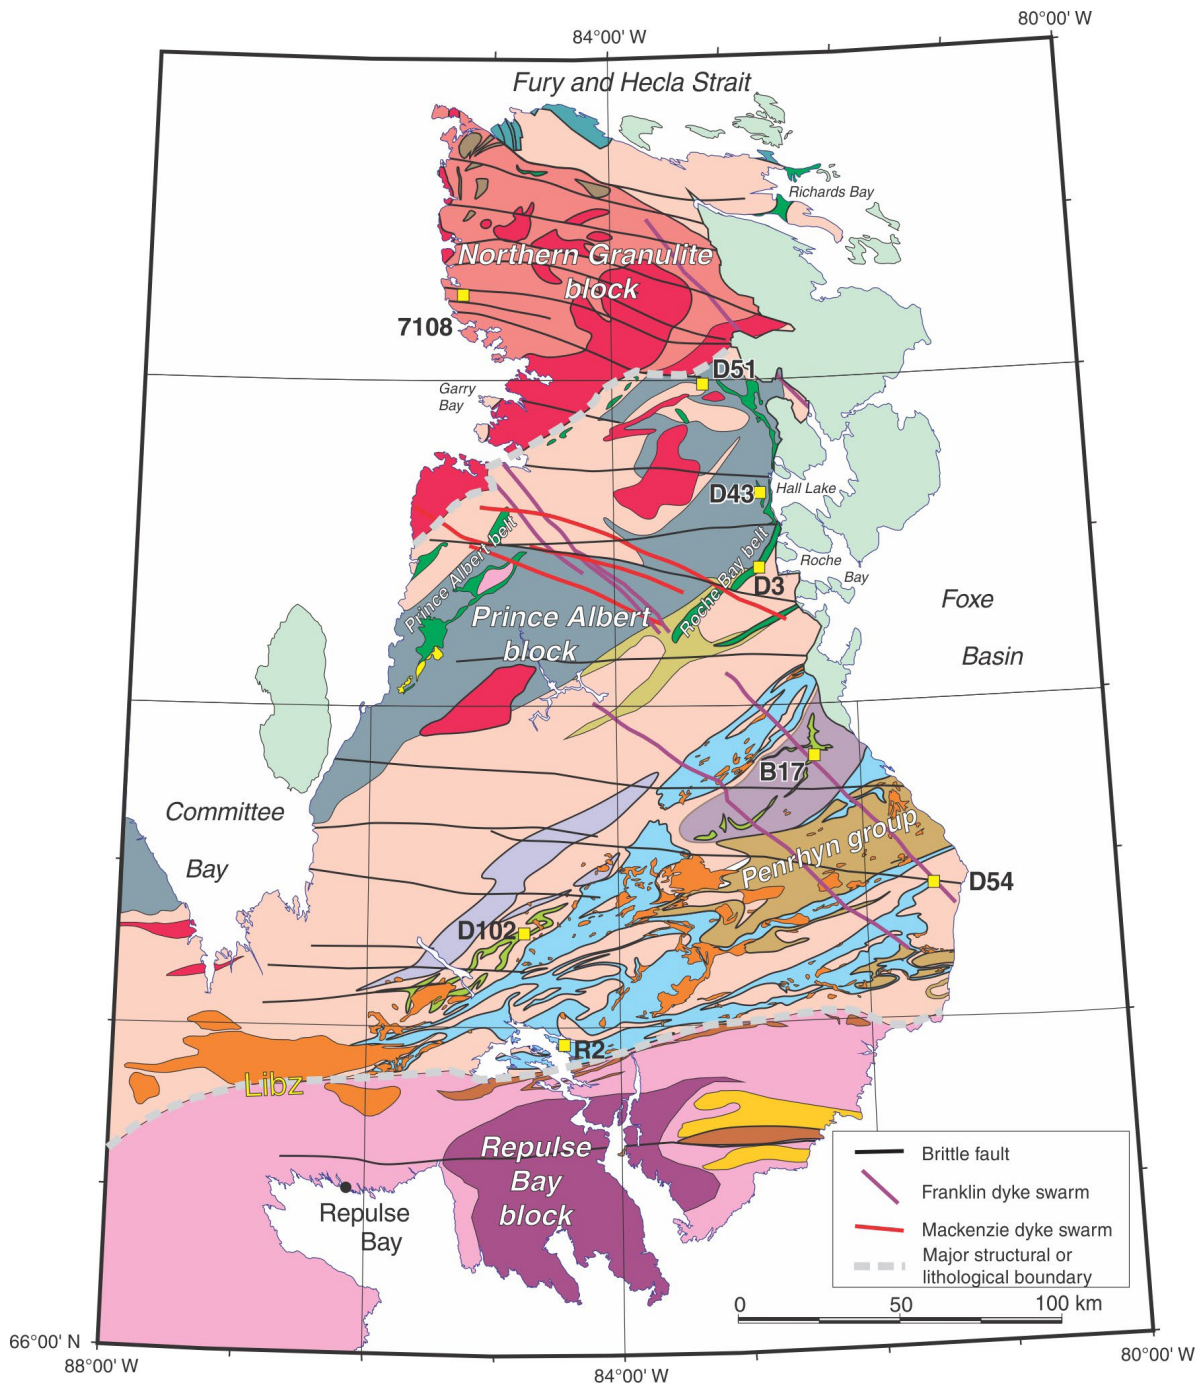 80°00' W
84°00' W
Fury and Hecla Strait
Richards Bay
Northern Granulite
block
7108
D51
Garry
Bay
D43
Hall Lake
Prince Albert belt
Roche Bay belt
Roche
Bay
D3
Foxe
Basin
Prince Albert
block
B17
Committee
Bay
Penrhyn group
D54
D102
R2
Libz
Repulse
Bay
block
Repulse
Bay
Brittle fault
Franklin dyke swarm
Mackenzie dyke swarm
Major structural or
lithological boundary
0 50 100 km
66°00' N
88°00' W
84°00' W
80°00' W